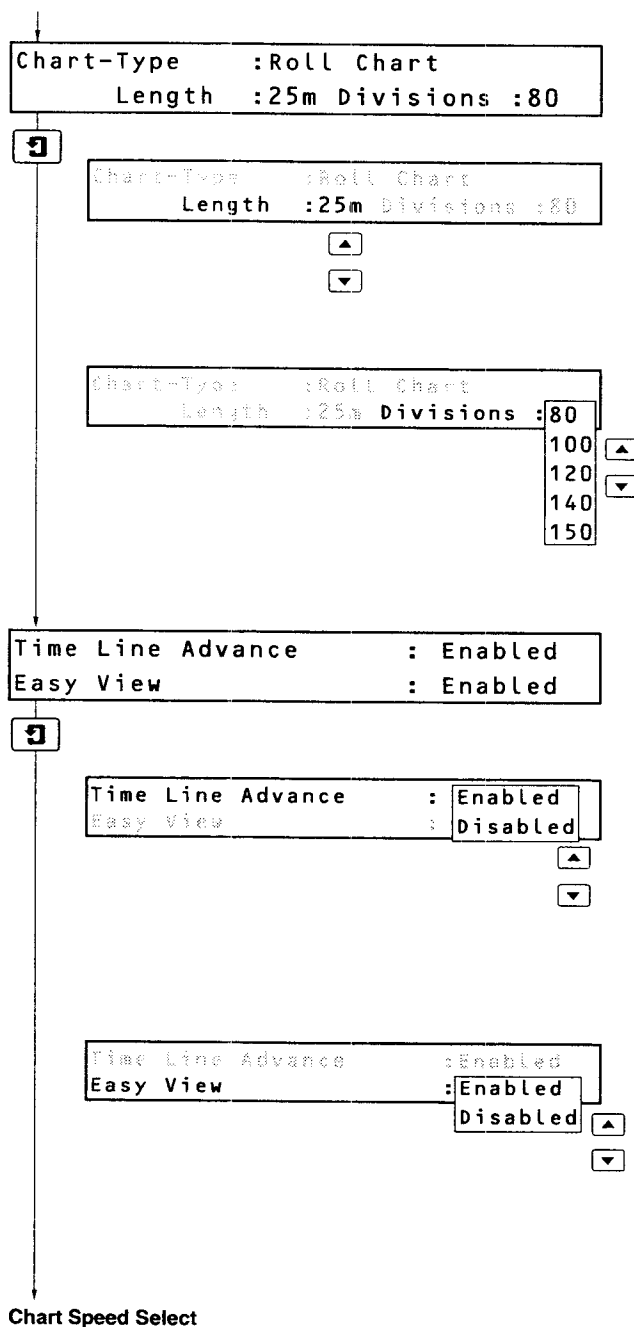 Chart-Type :Roll Chart
Length :25m Divisions :80
Chart-Type :Roll Chart
Length :25m Divisions :80
Chart-Type :Roll Chart
Length :25m Divisions :80
100
120
140
150
Time Line Advance : Enabled
Easy View : Enabled
Time Line Advance : Enabled
Easy View : Disabled
Time Line Advance :Enabled
Easy View :Enabled
Disabled
Chart Speed Select